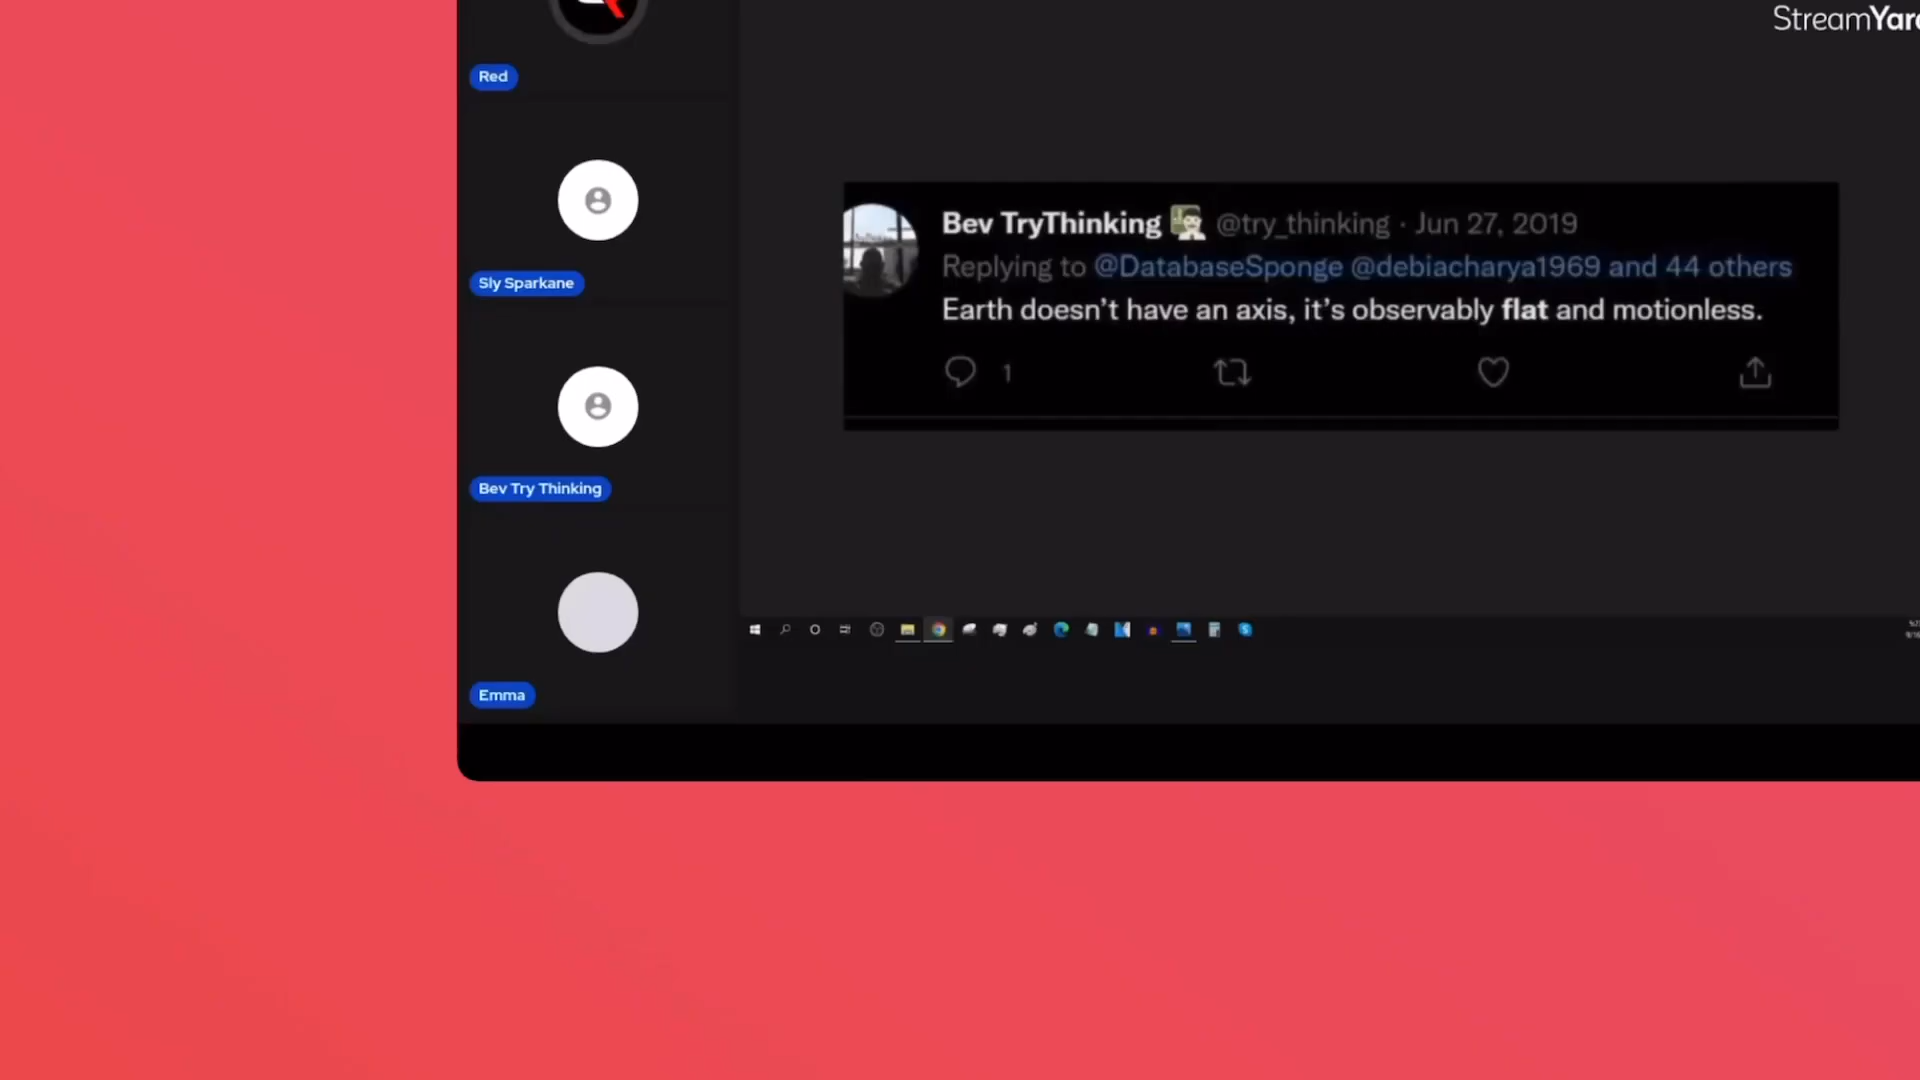 StreamYard
Red
Sly Sparkane
Bev Try Thinking
Emma
Bev TryThinking @try_thinking · Jun 27, 2019
Replying to @DatabaseSponge @debiacharya1969 and 44 others
Earth doesn't have an axis, it's observably flat and motionless.
1